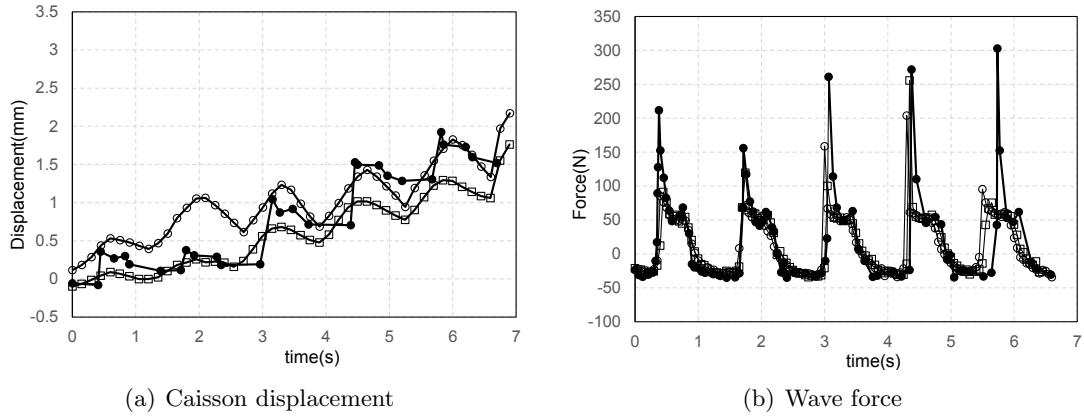 3.5
3
2.5
2
1.5
1
0.5
0
-0.5
Displacement(mm)
0 1 2 3 4 5 6 7
time(s)
(a) Caisson displacement
350
300
250
200
150
100
50
0
-50
-100
Force(N)
0 1 2 3 4 5 6 7
time(s)
(b) Wave force